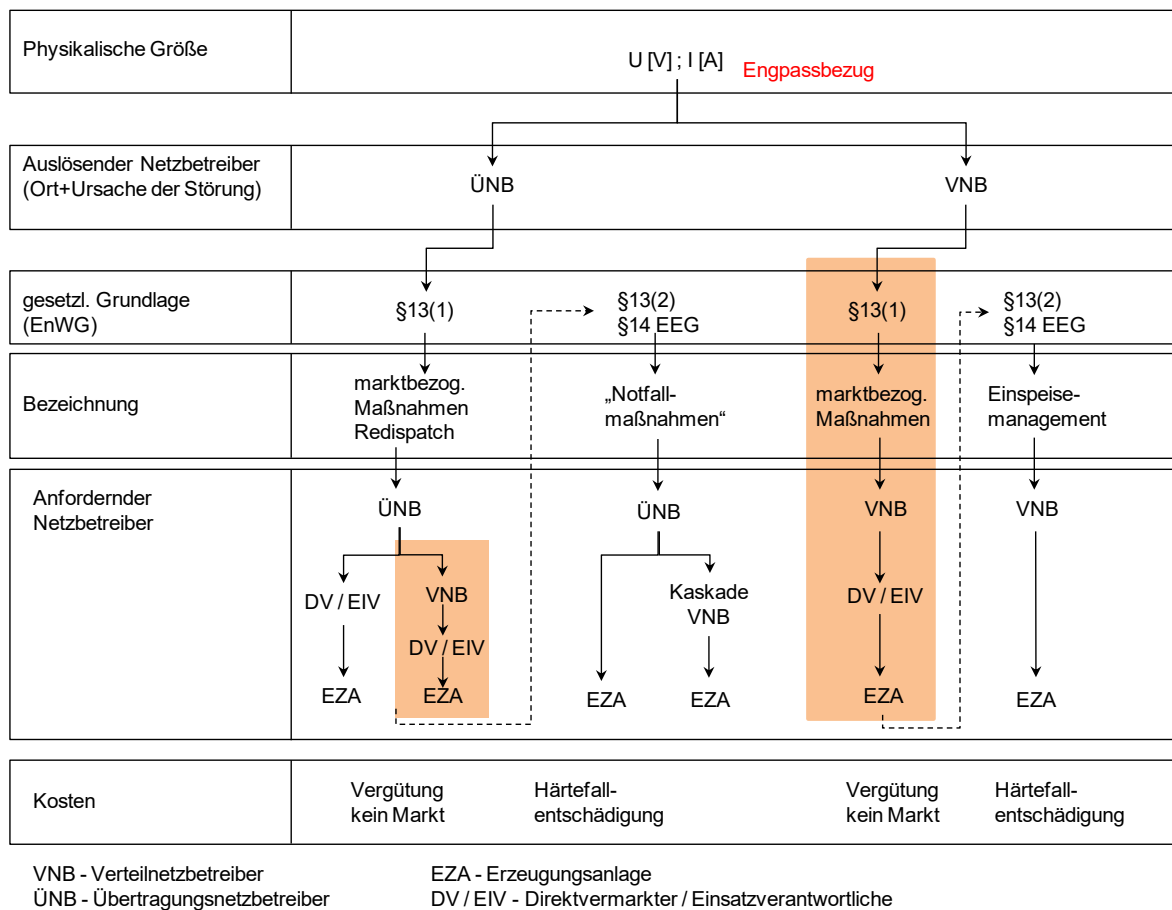 Physikalische Größe
U [V] ; I [A]
Engpassbezug
Auslösender Netzbetreiber
(Ort+Ursache der Störung)
ÜNB
VNB
gesetzl. Grundlage
(EnWG)
§13(1)
§13(2)
§14 EEG
§13(1)
§13(2)
§14 EEG
Bezeichnung
marktbezog.
Maßnahmen
Redispatch
„Notfall-
maßnahmen“
marktbezog.
Maßnahmen
Einspeise-
management
Anfordernder
Netzbetreiber
ÜNB
ÜNB
VNB
VNB
DV / EIV
VNB
DV / EIV
EZA
EZA
Kaskade
VNB
EZA
EZA
DV / EIV
EZA
EZA
Kosten
Vergütung
kein Markt
Härtefall-
entschädigung
Vergütung
kein Markt
Härtefall-
entschädigung
VNB - Verteilnetzbetreiber
ÜNB - Übertragungsnetzbetreiber
EZA - Erzeugungsanlage
DV / EIV - Direktvermarkter / Einsatzverantwortliche